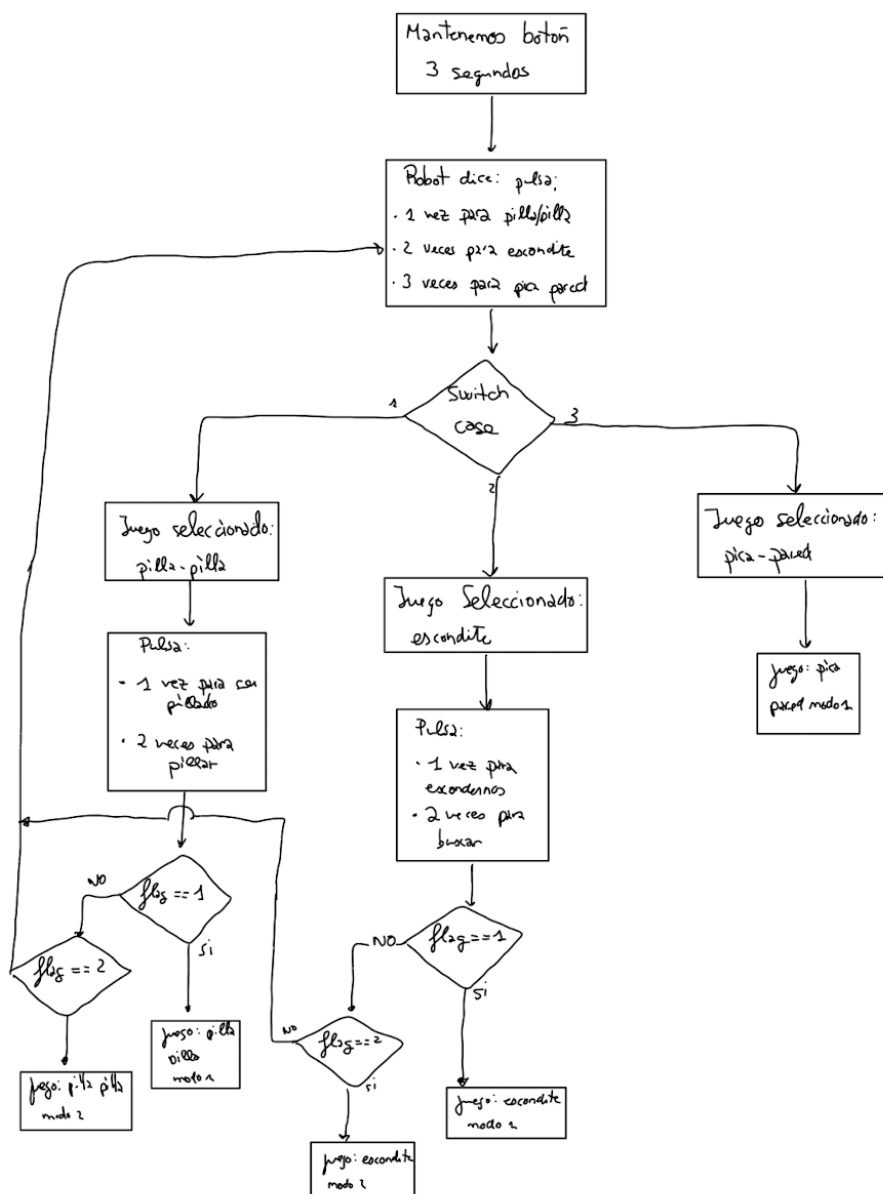 Mantenemos botón
3 segundos
Robot dice: pulsa:
· 1 vez para pilla/pilla
· 2 veces para escondite
· 3 veces para pica pared
Switch
case
1
2
3
Juego seleccionado:
pilla-pilla
Juego Seleccionado:
escondite
Juego seleccionado:
pica-pared
Pulsa:
· 1 vez para ser
pillado
· 2 veces para
pillar
Pulsa:
· 1 vez para
escondernos
· 2 veces para
buscar
Juego: pica
pared modo 1
flag == 1
NO
si
flag == 2
flag==1
NO
si
flag==2
NO
si
Juego: pilla
pilla
modo 1
Juego: pilla pilla
modo 2
Juego: escondite
modo 1
Juego: escondite
modo 2